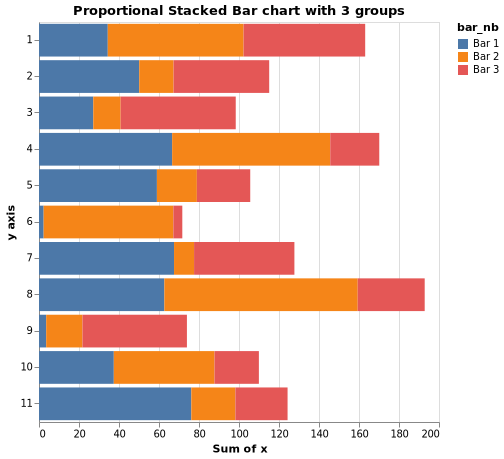 Proportional Stacked Bar chart with 3 groups
bar_nb
Bar 1
Bar 2
Bar 3
y axis
1
2
3
4
5
6
7
8
9
10
11
0 20 40 60 80 100 120 140 160 180 200
Sum of x